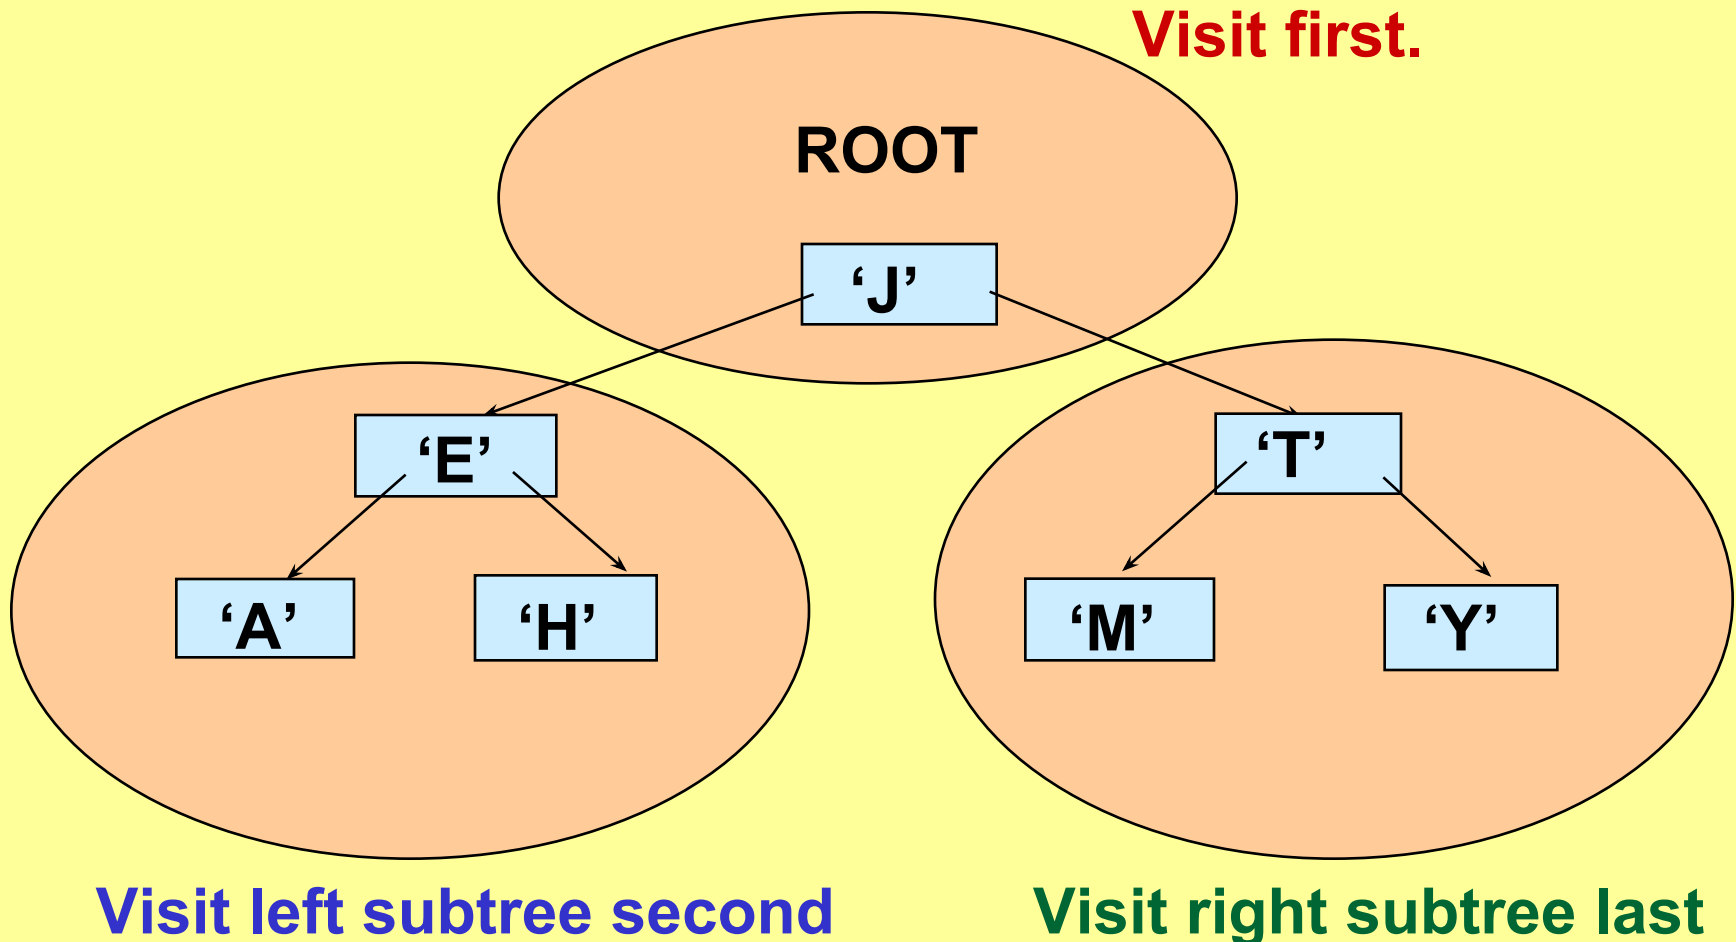 Visit first.
ROOT
‘J’
‘E’
‘T’
‘A’
‘H’
‘M’
‘Y’
Visit left subtree second
Visit right subtree last